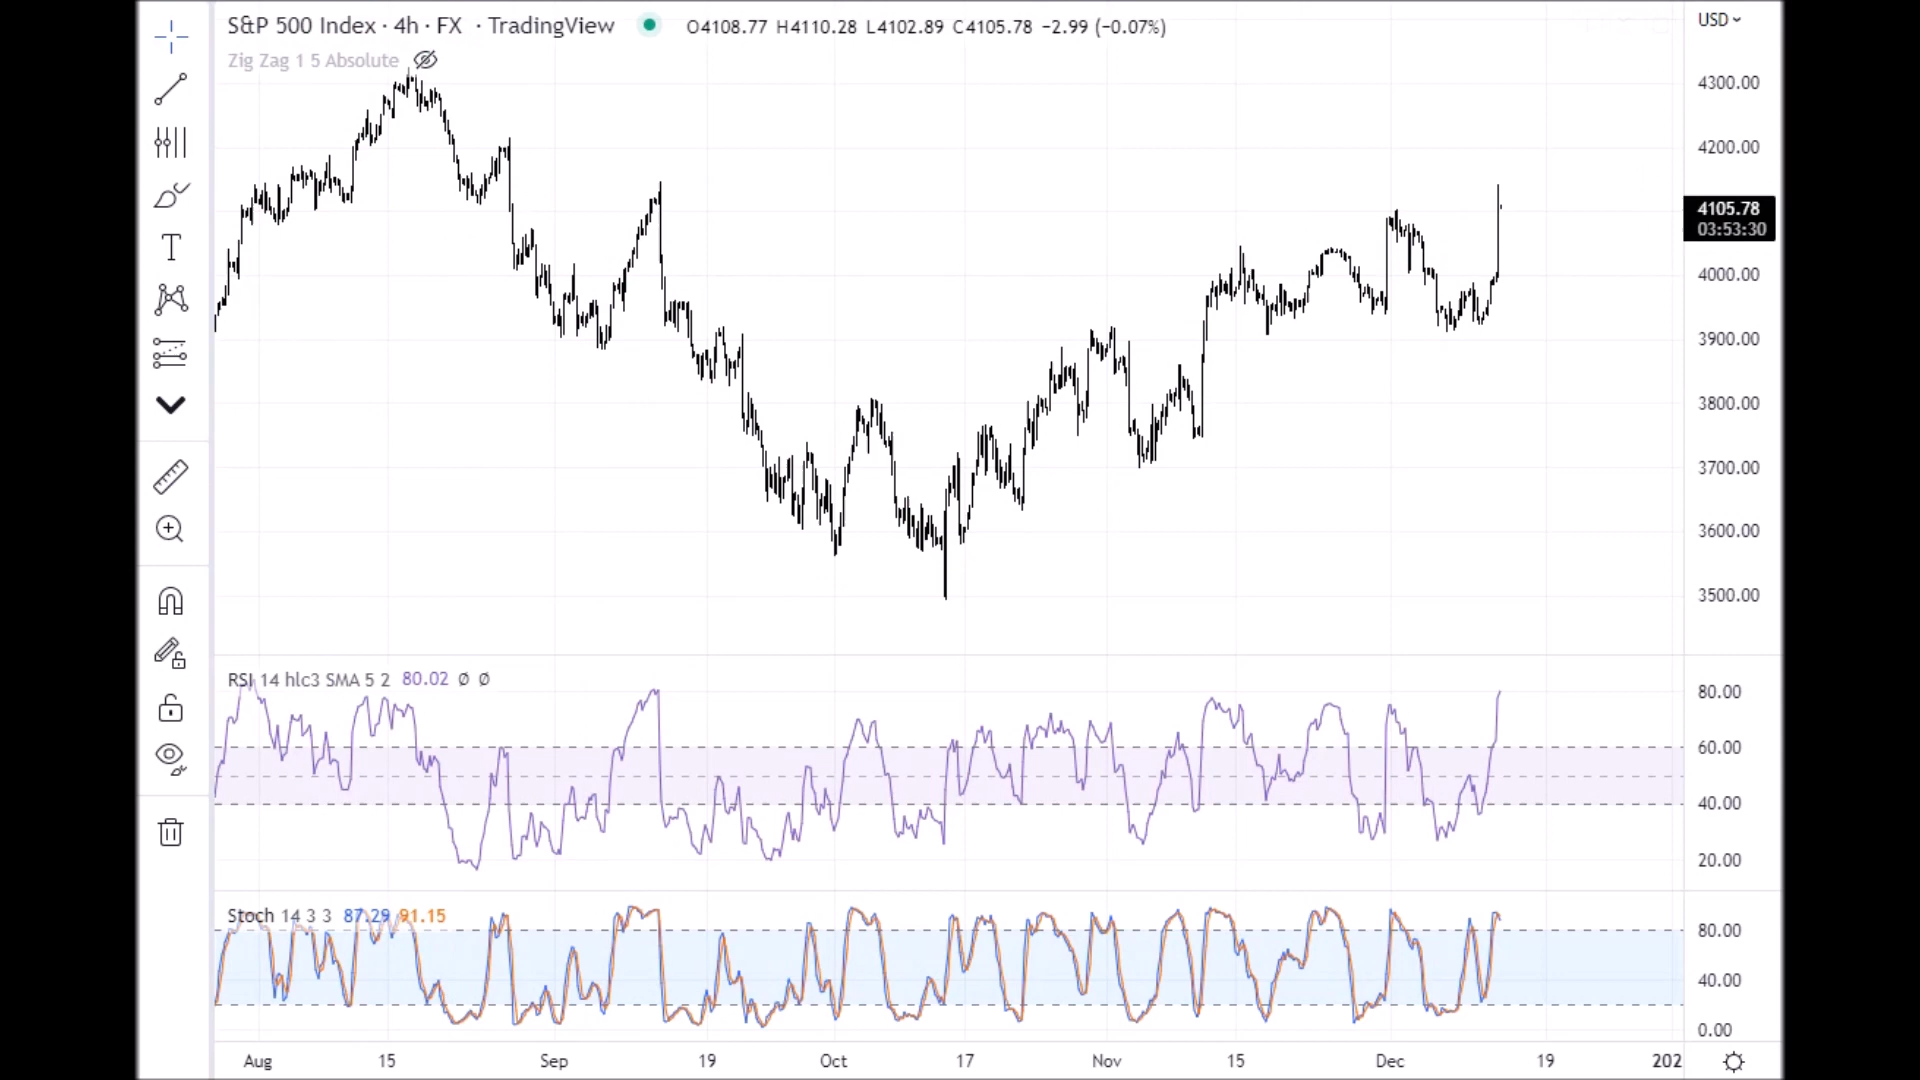 S&P 500 Index · 4h · FX · TradingView O4108.77 H4110.28 L4102.89 C4105.78 −2.99 (−0.07%)
USD
Zig Zag 1 5 Absolute
4300.00
4200.00
4105.78
03:53:30
4000.00
3900.00
3800.00
3700.00
3600.00
3500.00
T
RSI 14 hlc3 SMA 5 2 80.02 Ø Ø
80.00
60.00
40.00
20.00
Stoch 14 3 3 87.29 91.15
80.00
40.00
0.00
Aug 15 Sep 19 Oct 17 Nov 15 Dec 19 202